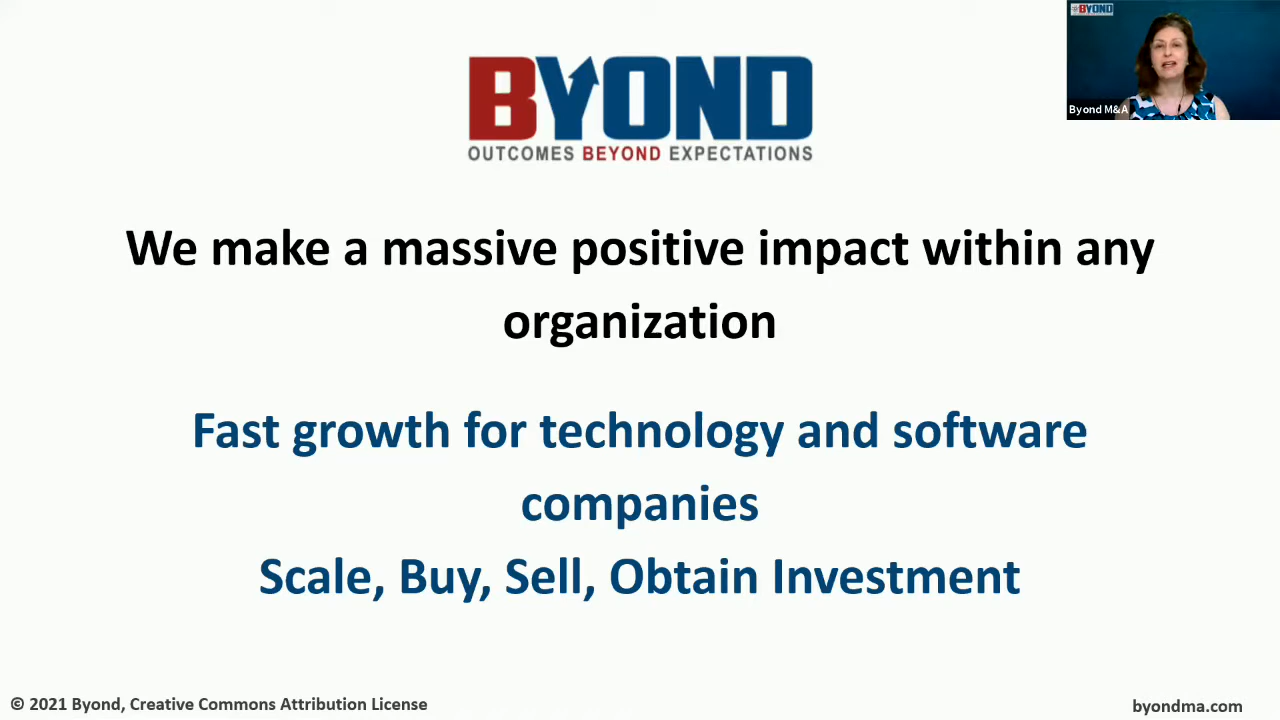 BYOND
BYOND
OUTCOMES BEYOND EXPECTATIONS
Byond M&A
We make a massive positive impact within any
organization
Fast growth for technology and software
companies
Scale, Buy, Sell, Obtain Investment
© 2021 Byond, Creative Commons Attribution License
byondma.com